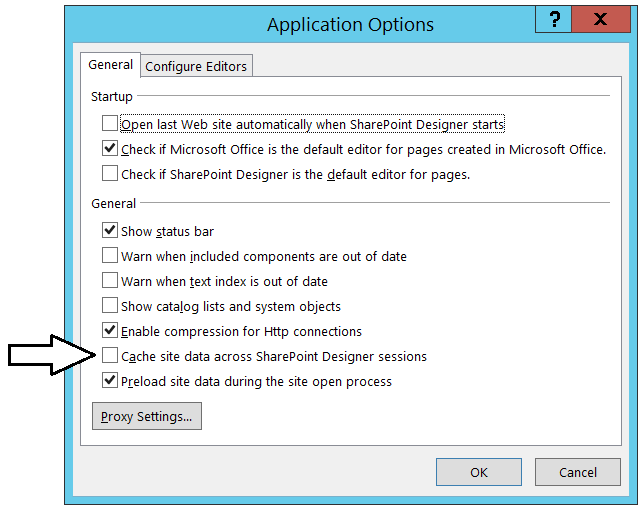 Application Options
?
X
General
Configure Editors
Startup
Open last Web site automatically when SharePoint Designer starts
Check if Microsoft Office is the default editor for pages created in Microsoft Office.
Check if SharePoint Designer is the default editor for pages.
General
Show status bar
Warn when included components are out of date
Warn when text index is out of date
Show catalog lists and system objects
Enable compression for Http connections
Cache site data across SharePoint Designer sessions
Preload site data during the site open process
Proxy Settings...
OK
Cancel